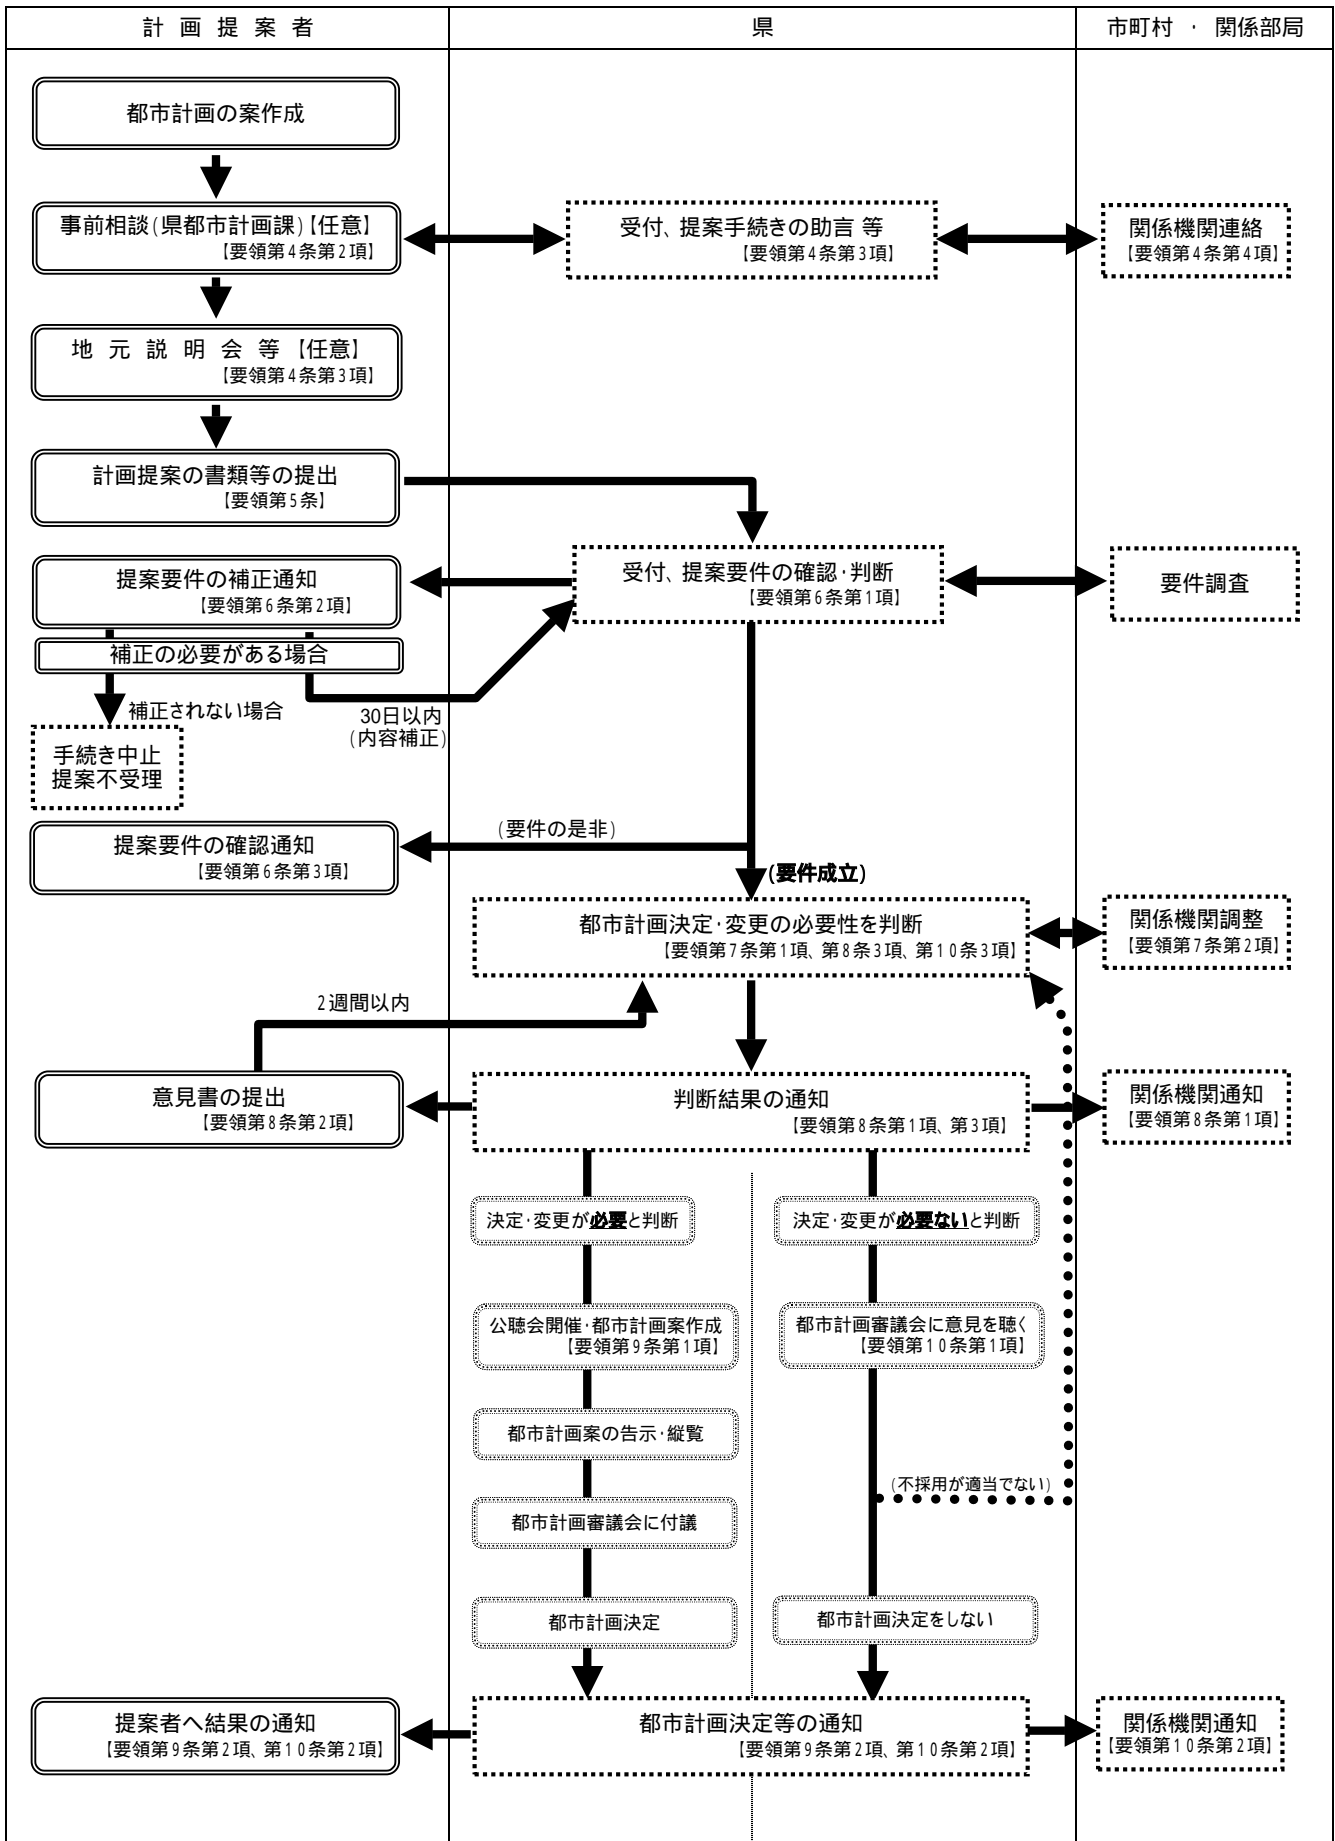 計 画 提 案 者
県
市町村 ・ 関係部局
都市計画の案作成
事前相談(県都市計画課)【任意】
【要領第4条第2項】
受付、提案手続きの助言 等
【要領第4条第3項】
関係機関連絡
【要領第4条第4項】
地 元 説 明 会 等 【任意】
【要領第4条第3項】
計画提案の書類等の提出
【要領第5条】
提案要件の補正通知
【要領第6条第2項】
受付、提案要件の確認・判断
【要領第6条第1項】
要件調査
補正の必要がある場合
補正されない場合
30日以内
(内容補正)
手続き中止
提案不受理
(要件の是非)
提案要件の確認通知
【要領第6条第3項】
(要件成立)
都市計画決定・変更の必要性を判断
【要領第7条第1項、第8条3項、第10条3項】
関係機関調整
【要領第7条第2項】
2週間以内
意見書の提出
【要領第8条第2項】
判断結果の通知
【要領第8条第1項、第3項】
関係機関通知
【要領第8条第1項】
決定・変更が必要と判断
決定・変更が必要ないと判断
公聴会開催・都市計画案作成
【要領第9条第1項】
都市計画審議会に意見を聴く
【要領第10条第1項】
都市計画案の告示・縦覧
(不採用が適当でない)
都市計画審議会に付議
都市計画決定
都市計画決定をしない
提案者へ結果の通知
【要領第9条第2項、第10条第2項】
都市計画決定等の通知
【要領第9条第2項、第10条第2項】
関係機関通知
【要領第10条第2項】